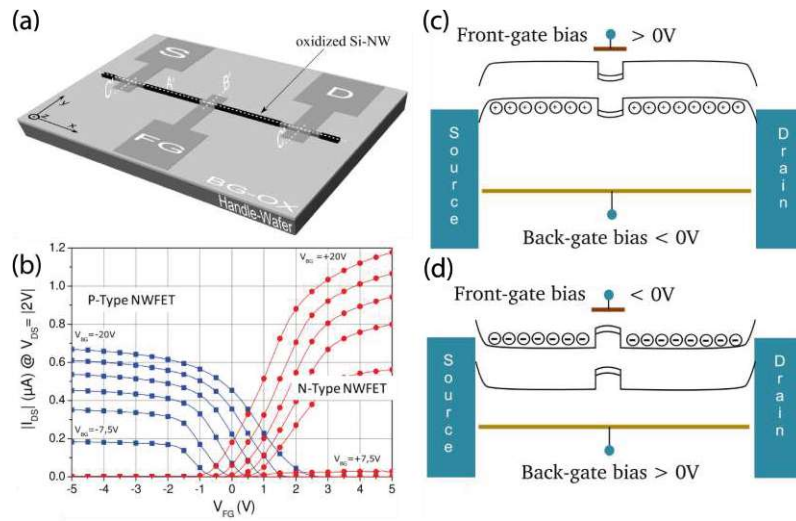 (a)
oxidized Si-NW
S
D
FG
BG-OX
Handle-Wafer
y
z
x
(b)
|I_DS| (µA) @ V_DS= |2V|
1.2
1.0
0.8
0.6
0.4
0.2
0.0
V_BG=+20V
P-Type NWFET
V_BG=-20V
N-Type NWFET
V_BG=-7,5V
V_BG=+7,5V
-5 -4 -3 -2 -1 0 1 2 3 4 5
V_FG (V)
(c)
Front-gate bias > 0V
Source
Drain
Back-gate bias < 0V
(d)
Front-gate bias < 0V
Source
Drain
Back-gate bias > 0V